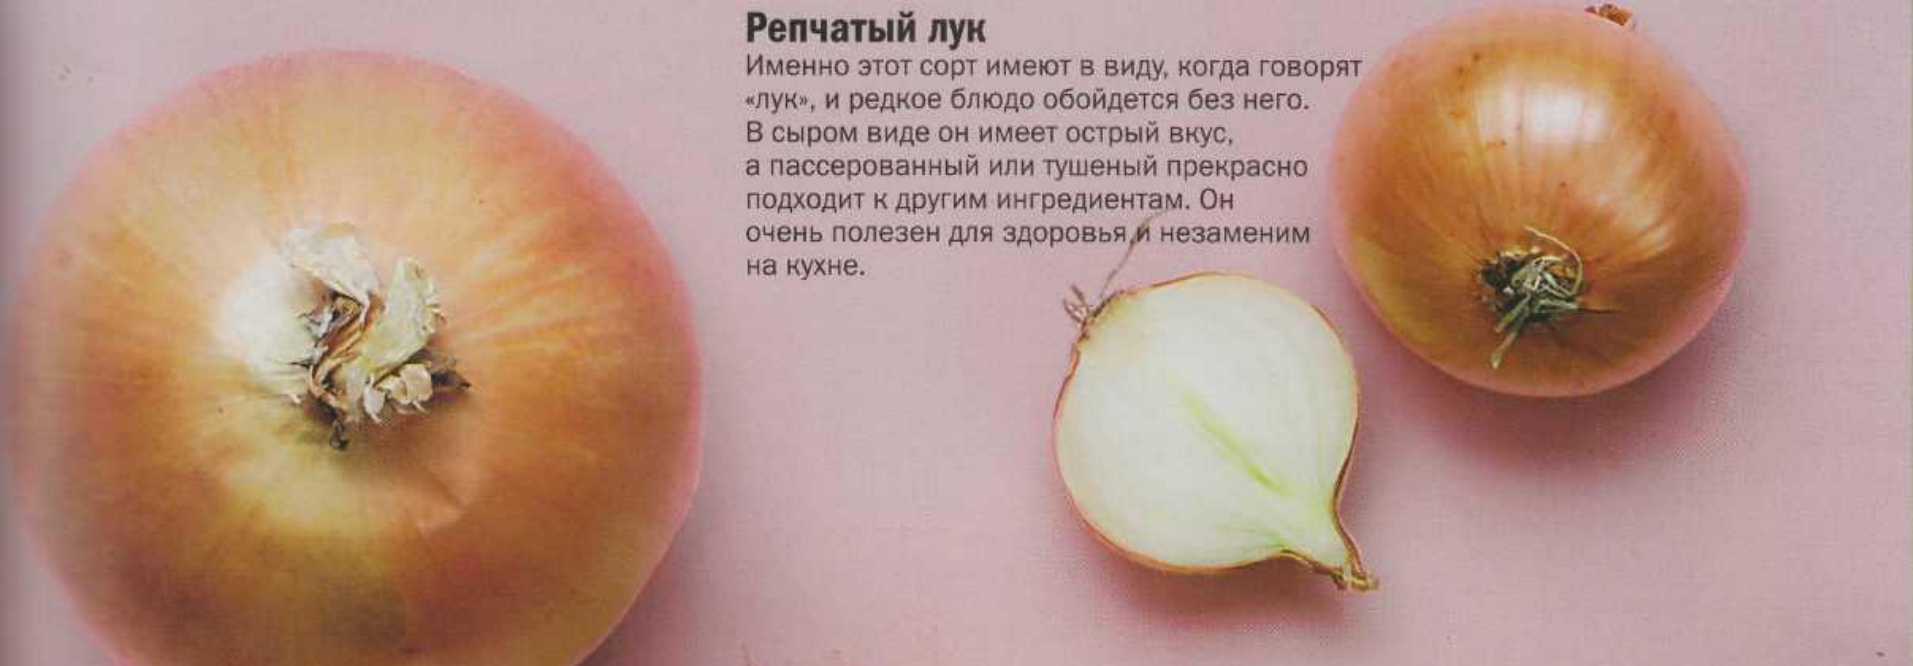 Репчатый лук
Именно этот сорт имеют в виду, когда говорят
«лук», и редкое блюдо обойдется без него.
В сыром виде он имеет острый вкус,
а пассерованный или тушеный прекрасно
подходит к другим ингредиентам. Он
очень полезен для здоровья и незаменим
на кухне.